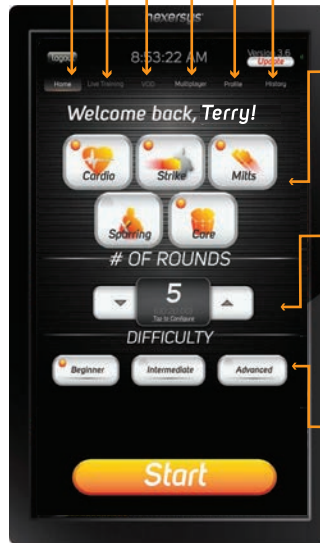 nexersys
logout 8:53:22 AM Version 3.6
Update
Home Live Training VOD Multiplayer Profile History
Welcome back, Terry!
Cardio Strike Mitts
Sparring Core
# OF ROUNDS
5
Tap to Configure
DIFFICULTY
Beginner Intermediate Advanced
Start